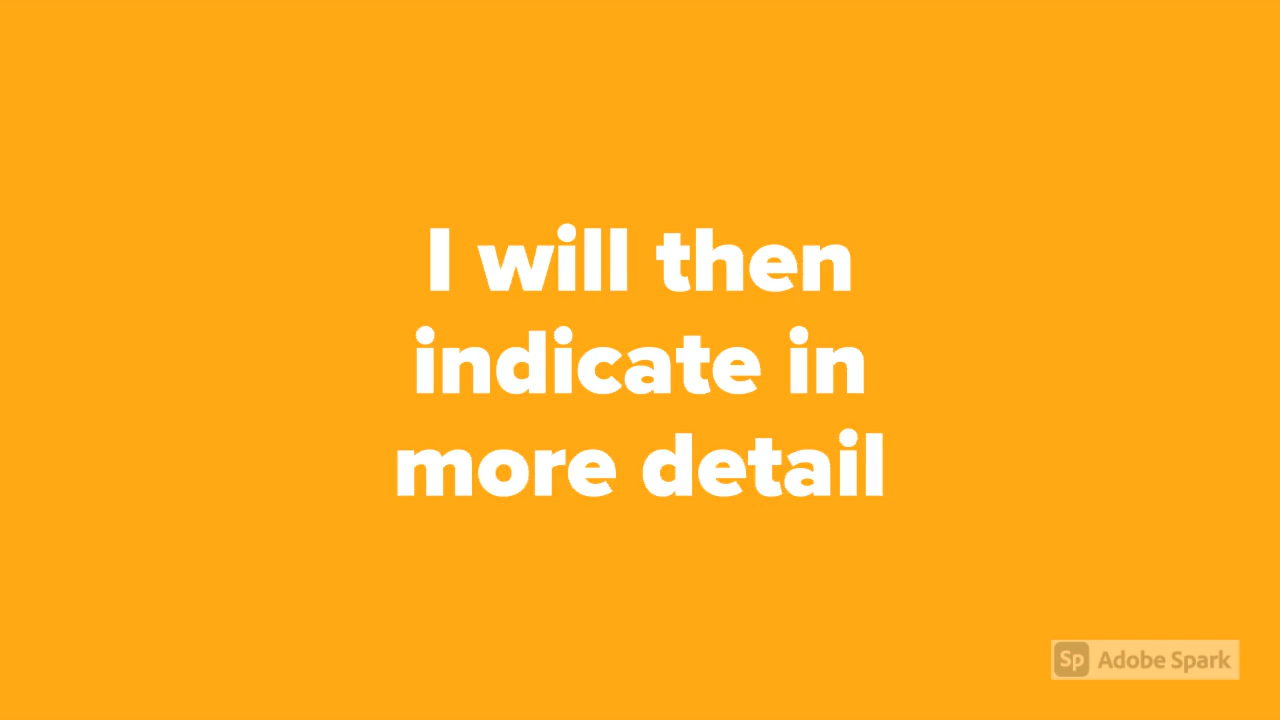 I will then
indicate in
more detail
Sp Adobe Spark